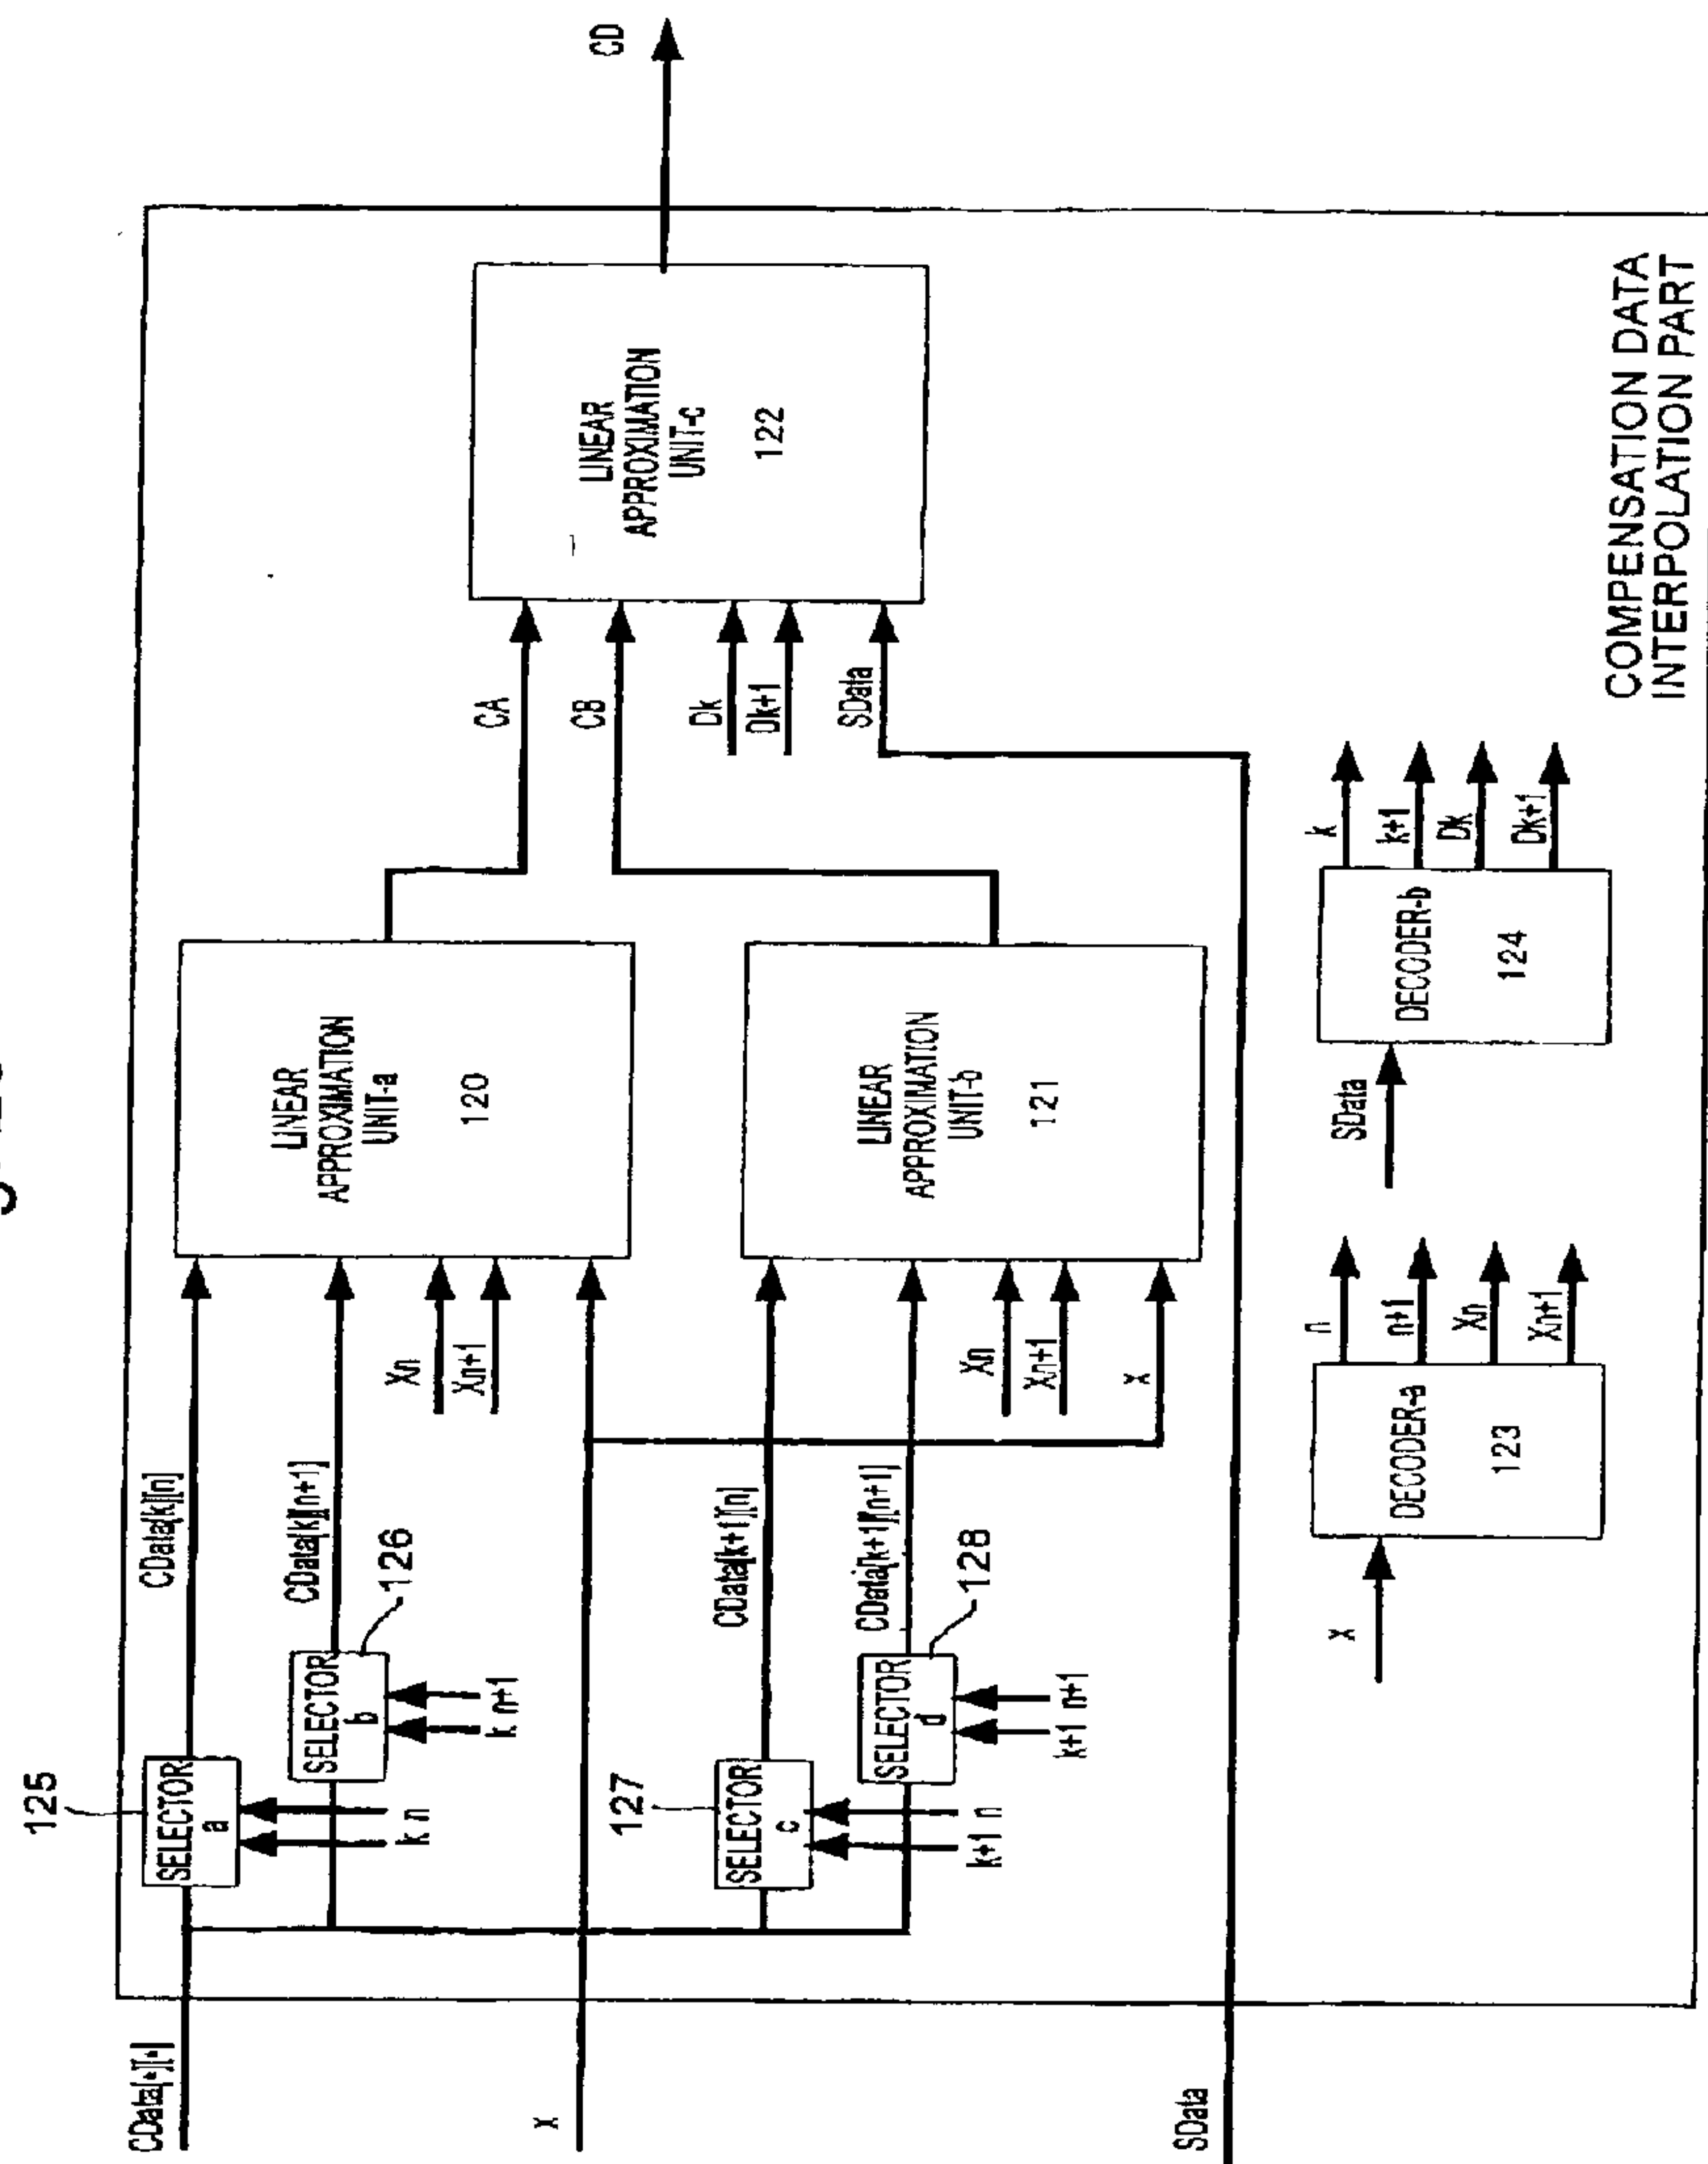 CData[*][*]
x
SData
125
SELECTOR
a
k n
CData[k][n]
SELECTOR
b
k n+1
126
CData[k][n+1]
Xn
Xn+1
LINEAR
APPROXIMATION
UNIT-a
120
127
SELECTOR
c
k+1 n
CData[k+1][n]
SELECTOR
d
k+1 n+1
128
CData[k+1][n+1]
Xn
Xn+1
x
LINEAR
APPROXIMATION
UNIT-b
121
CA
CB
Dk
Dk+1
SData
LINEAR
APPROXIMATION
UNIT-c
122
CD
x
DECODER-a
123
n
n+1
Xn
Xn+1
SData
DECODER-b
124
k
k+1
Dk
Dk+1
COMPENSATION DATA
INTERPOLATION PART